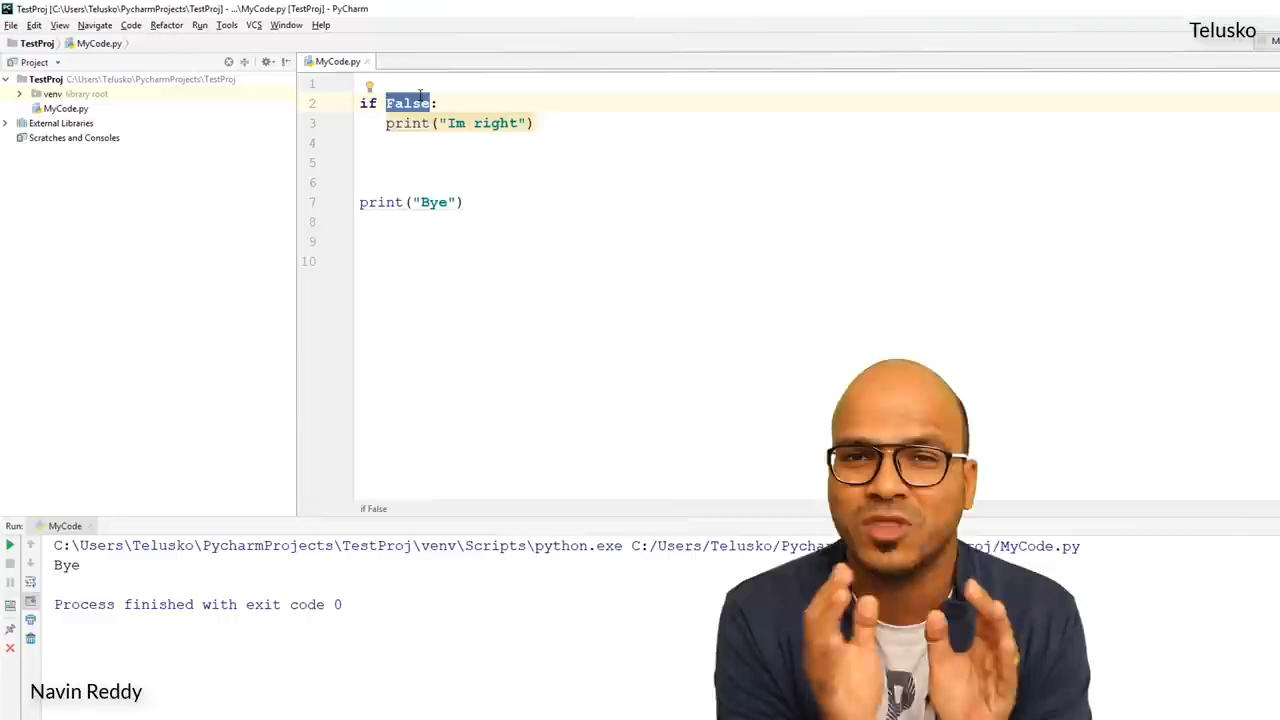 TestProj [C:\Users\Telusko\PycharmProjects\TestProj] - ...\MyCode.py [TestProj] - PyCharm
File Edit View Navigate Code Refactor Run Tools VCS Window Help
Telusko
TestProj MyCode.py
Project
MyCode.py
TestProj C:\Users\Telusko\PycharmProjects\TestProj
venv library root
MyCode.py
External Libraries
Scratches and Consoles
1
2 if False:
3 print("Im right")
4
5
6
7 print("Bye")
8
9
10
if False
Run: MyCode
C:\Users\Telusko\PycharmProjects\TestProj\venv\Scripts\python.exe C:/Users/Telusko/Pycha oj/MyCode.py
Bye
Process finished with exit code 0
Navin Reddy